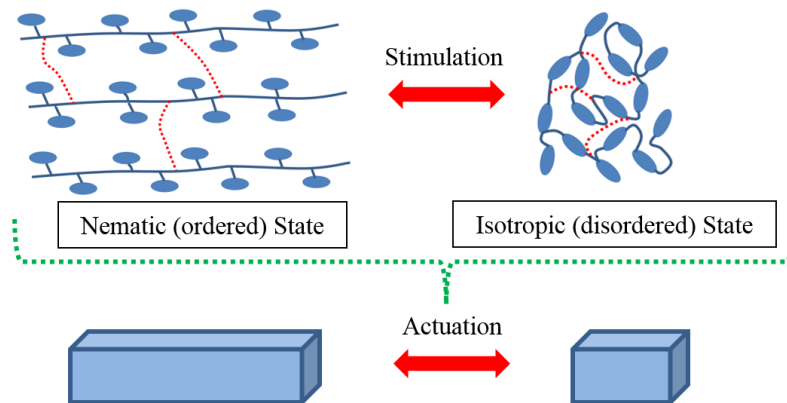 Stimulation
Nematic (ordered) State
Isotropic (disordered) State
Actuation